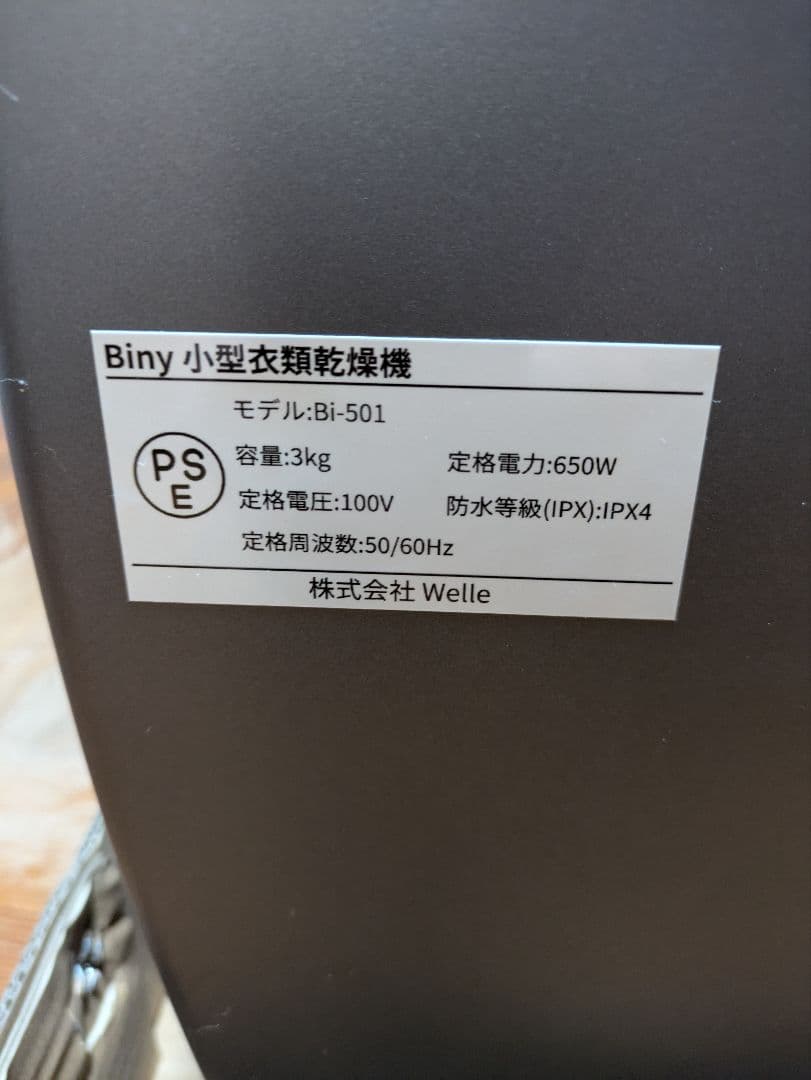 Biny 小型衣類乾燥機
モデル:Bi-501
PS
E
容量:3kg 定格電力:650W
定格電圧:100V 防水等級(IPX):IPX4
定格周波数:50/60Hz
株式会社 Welle